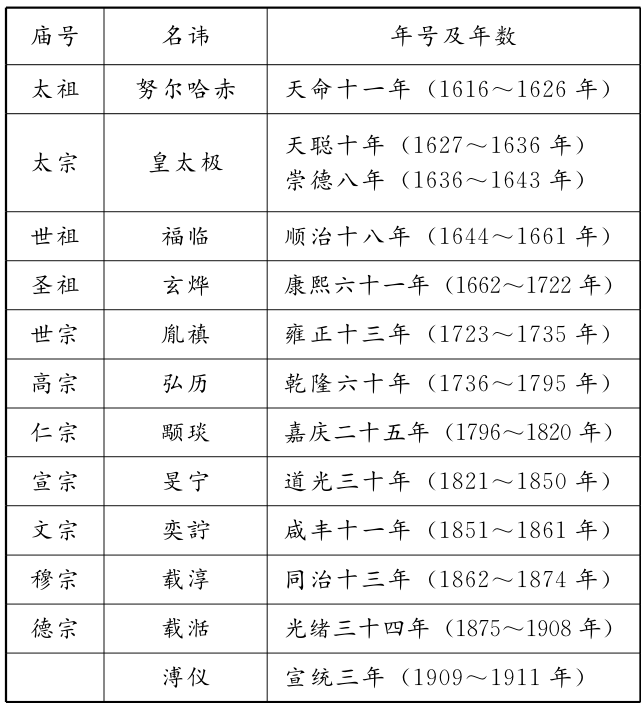 庙号 名讳 年号及年数
太祖 努尔哈赤 天命十一年（1616～1626 年）
太宗 皇太极 天聪十年（1627～1636 年）
崇德八年（1636～1643 年）
世祖 福临 顺治十八年（1644～1661 年）
圣祖 玄烨 康熙六十一年（1662～1722 年）
世宗 胤禛 雍正十三年（1723～1735 年）
高宗 弘历 乾隆六十年（1736～1795 年）
仁宗 颙琰 嘉庆二十五年（1796～1820 年）
宣宗 旻宁 道光三十年（1821～1850 年）
文宗 奕詝 咸丰十一年（1851～1861 年）
穆宗 载淳 同治十三年（1862～1874 年）
德宗 载湉 光绪三十四年（1875～1908 年）
溥仪 宣统三年（1909～1911 年）